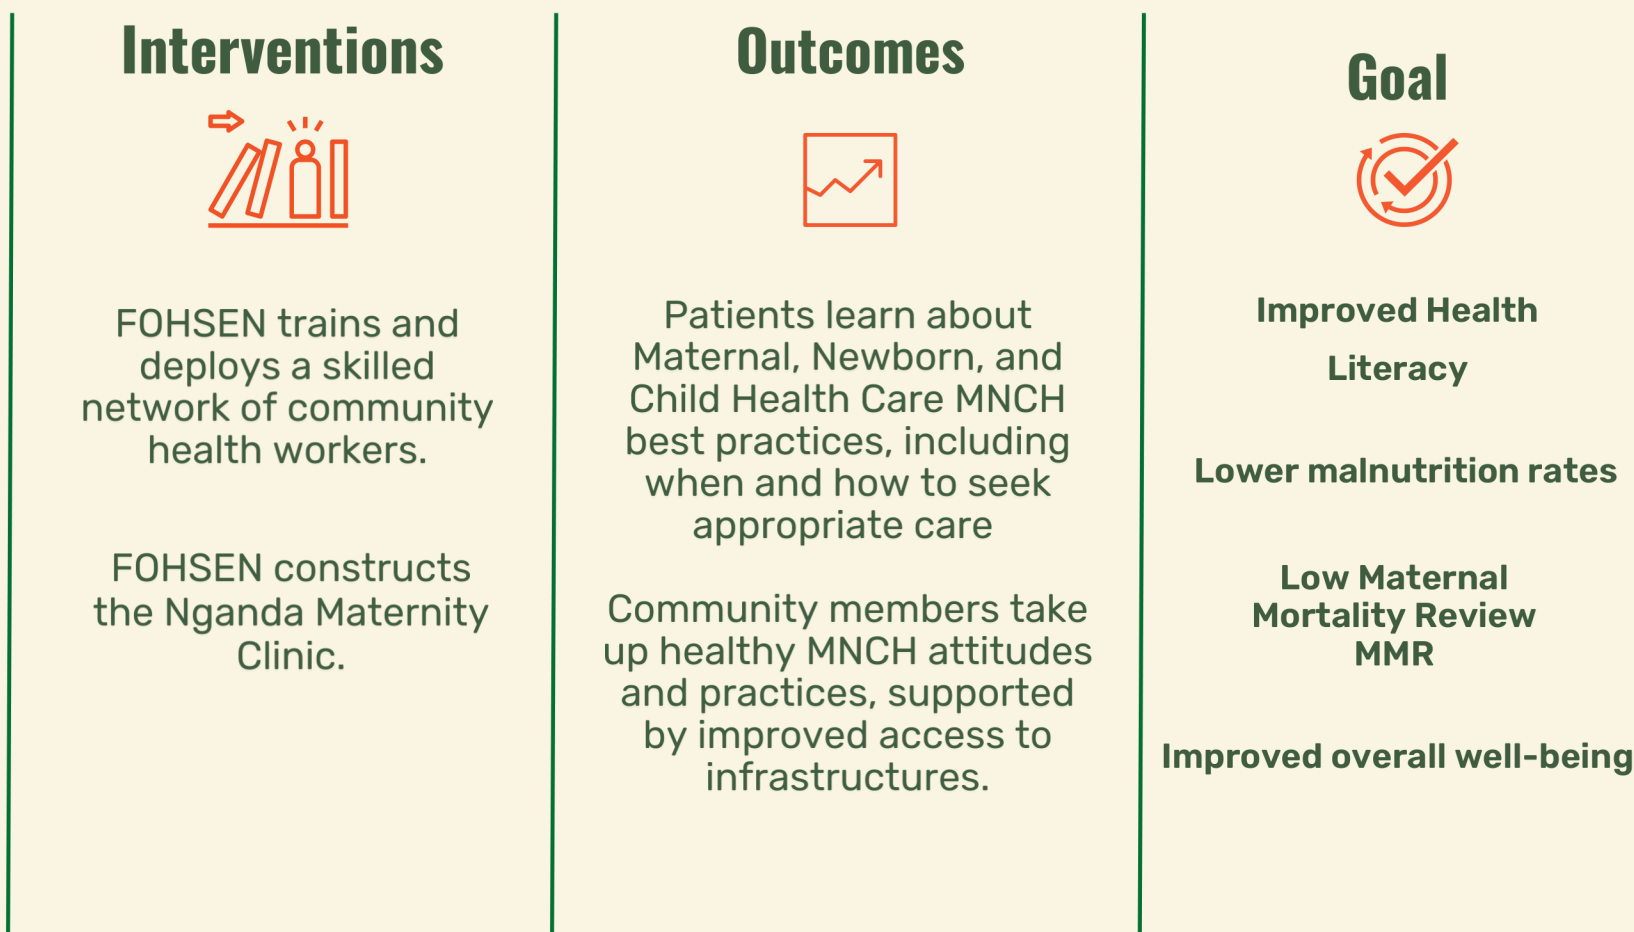 Interventions
FOHSEN trains and
deploys a skilled
network of community
health workers.
FOHSEN constructs
the Nganda Maternity
Clinic.
Outcomes
Patients learn about
Maternal, Newborn, and
Child Health Care MNCH
best practices, including
when and how to seek
appropriate care
Community members take
up healthy MNCH attitudes
and practices, supported
by improved access to
infrastructures.
Goal
Improved Health
Literacy
Lower malnutrition rates
Low Maternal
Mortality Review
MMR
Improved overall well-being